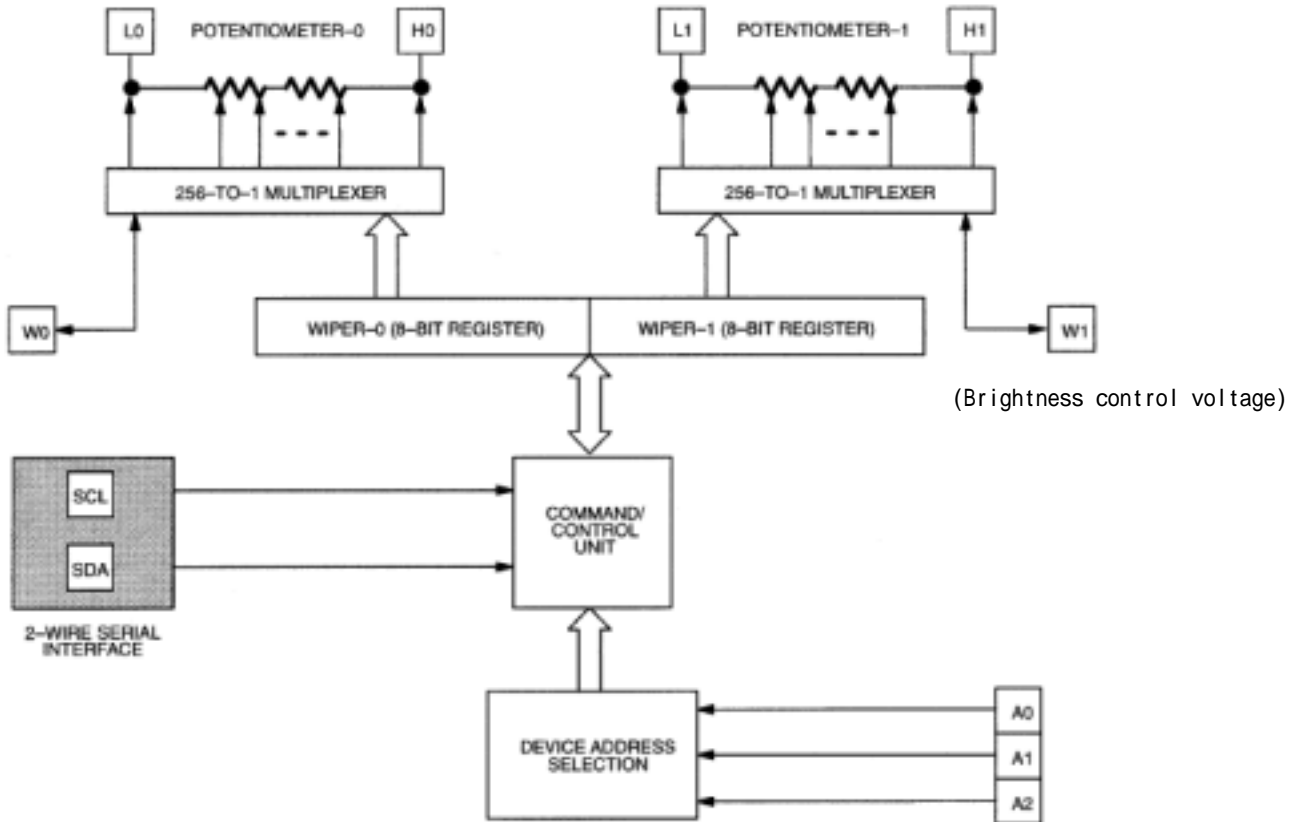 L0 POTENTIOMETER–0 H0
L1 POTENTIOMETER–1 H1
256–TO–1 MULTIPLEXER
256–TO–1 MULTIPLEXER
W0
WIPER–0 (8–BIT REGISTER)
WIPER–1 (8–BIT REGISTER)
W1
(Brightness control voltage)
SCL
SDA
2–WIRE SERIAL
INTERFACE
COMMAND/
CONTROL
UNIT
DEVICE ADDRESS
SELECTION
A0
A1
A2